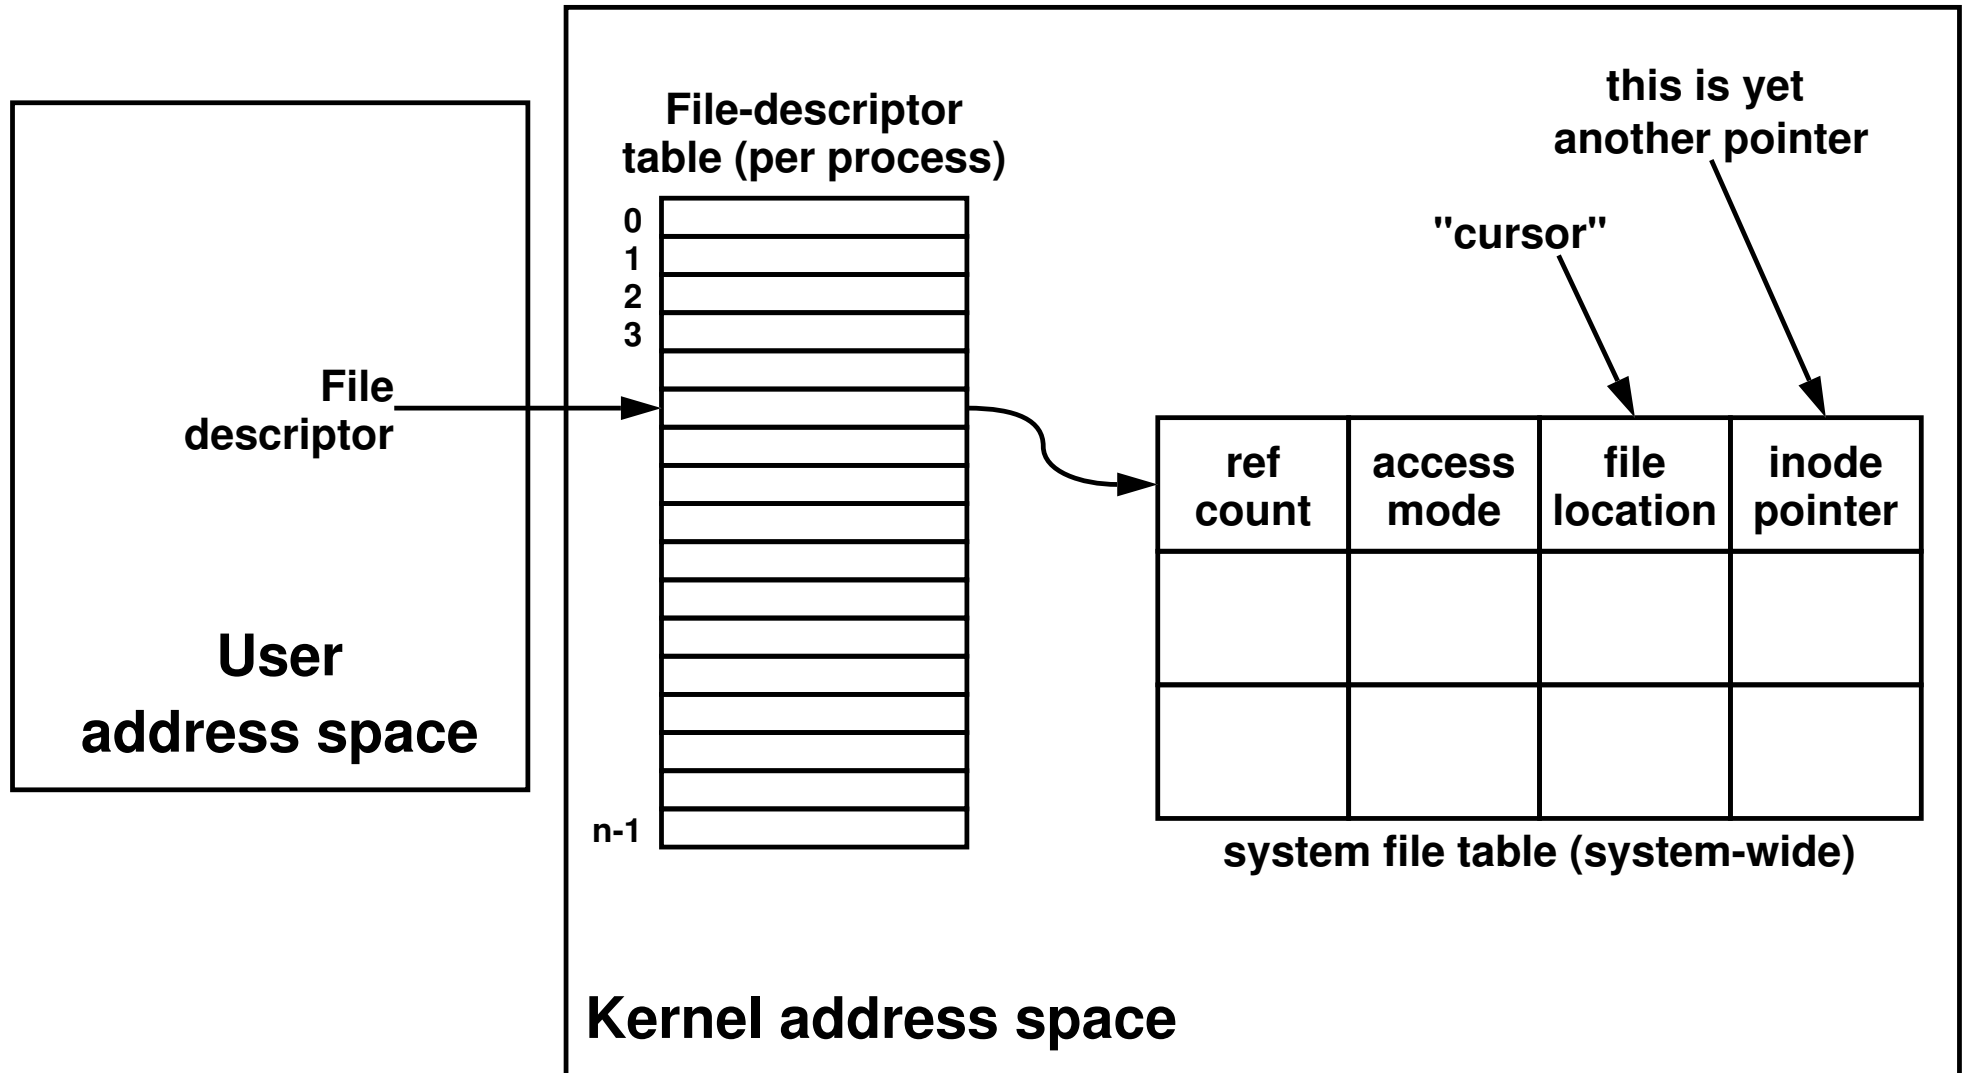 File
descriptor
User
address space
File-descriptor
table (per process)
0
1
2
3
n-1
this is yet
another pointer
"cursor"
ref
count
access
mode
file
location
inode
pointer
system file table (system-wide)
Kernel address space